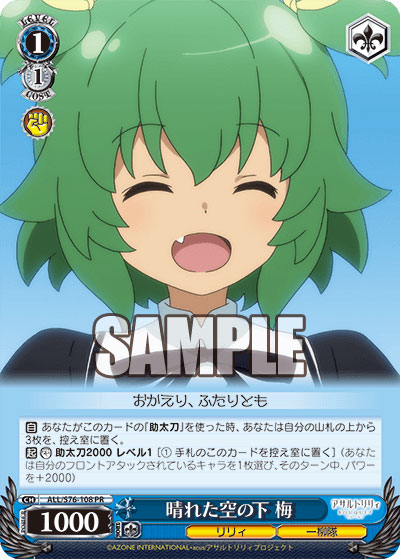 LEVEL
1
1
COST
SAMPLE
おかえり、ふたりとも
自 あなたがこのカードの「助太刀」を使った時、あなたは自分の山札の上から
3枚を、控え室に置く。
起 助太刀2000 レベル1 [① 手札のこのカードを控え室に置く] (あなた
は自分のフロントアタックされているキャラを1枚選び、そのターン中、パワー
を+2000)
CH ALL/S76-108 PR
1000
晴れた空の下 梅
アサルトリリィ
リリィ
一柳隊
©AZONE INTERNATIONAL・acus/アサルトリリィプロジェクト